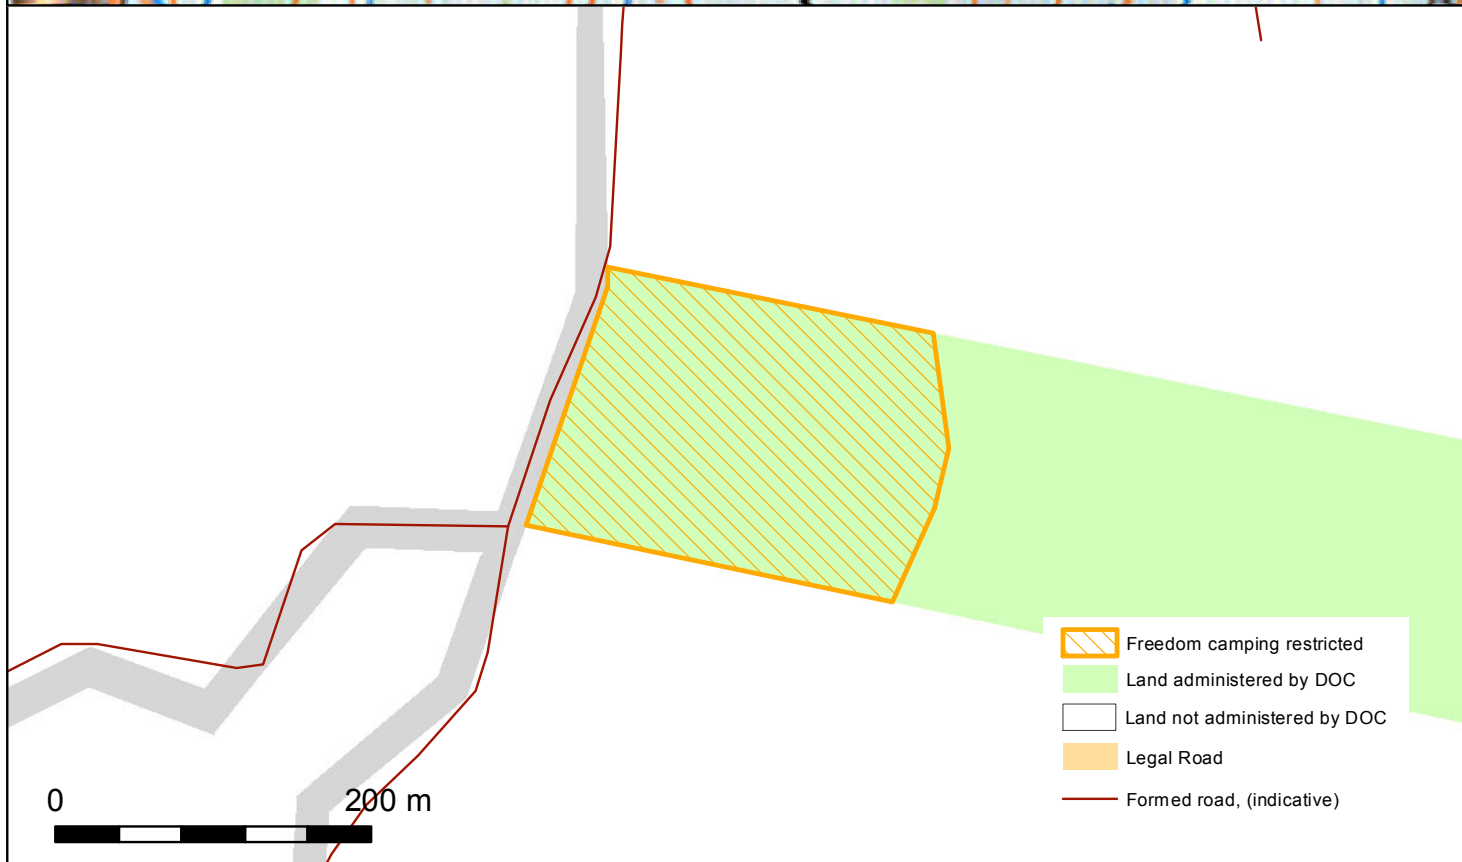 Freedom camping restricted
Land administered by DOC
Land not administered by DOC
Legal Road
Formed road, (indicative)
0 200 m